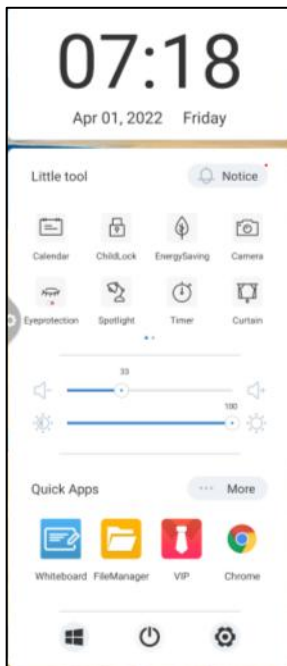 07:18
Apr 01, 2022 Friday
Little tool Notice
Calendar ChildLock EnergySaving Camera
Eyeprotection Spotlight Timer Curtain
33
100
Quick Apps More
Whiteboard FileManager VIP Chrome